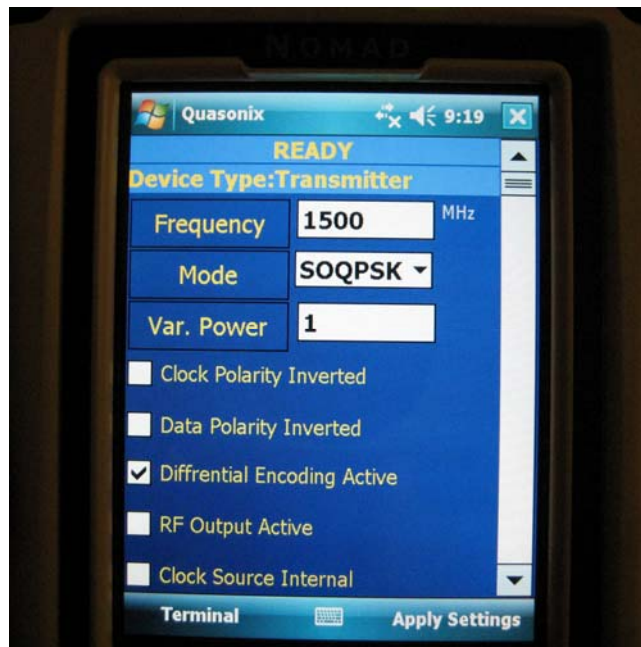 NOMAD
Quasonix 9:19
READY
Device Type:Transmitter
Frequency 1500 MHz
Mode SOQPSK
Var. Power 1
Clock Polarity Inverted
Data Polarity Inverted
Diffrential Encoding Active
RF Output Active
Clock Source Internal
Terminal Apply Settings